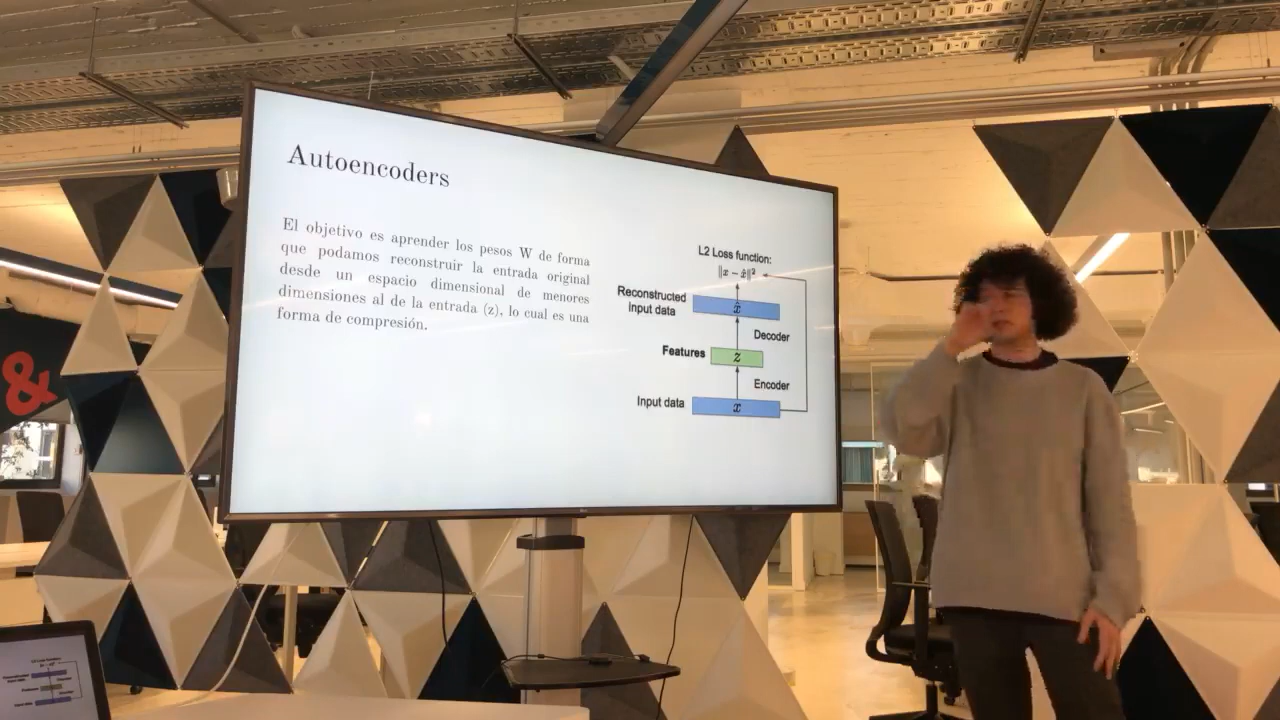 Autoencoders
El objetivo es aprender los pesos W de forma
que podamos reconstruir la entrada original
desde un espacio dimensional de menores
dimensiones al de la entrada (z), lo cual es una
forma de compresión.
L2 Loss function:
‖x − x̂‖²
Reconstructed
input data
x̂
Decoder
Features
z
Encoder
Input data
x
&